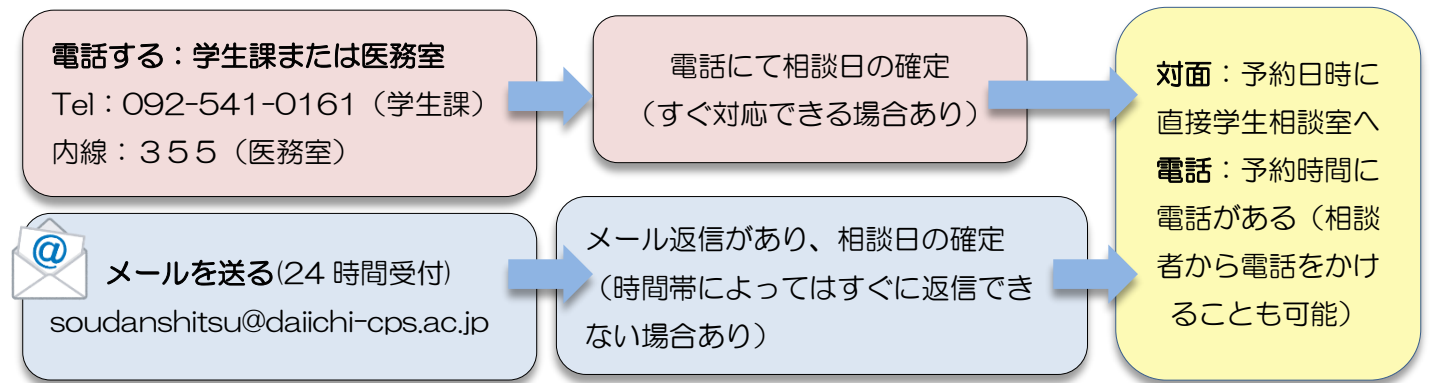 電話する：学生課または医務室
Tel：092-541-0161（学生課）
内線：３５５（医務室）
電話にて相談日の確定
（すぐ対応できる場合あり）
@
メールを送る(24時間受付)
soudanshitsu@daiichi-cps.ac.jp
メール返信があり、相談日の確定
（時間帯によってはすぐに返信でき
ない場合あり）
対面：予約日時に
直接学生相談室へ
電話：予約時間に
電話がある（相談
者から電話をかけ
ることも可能）